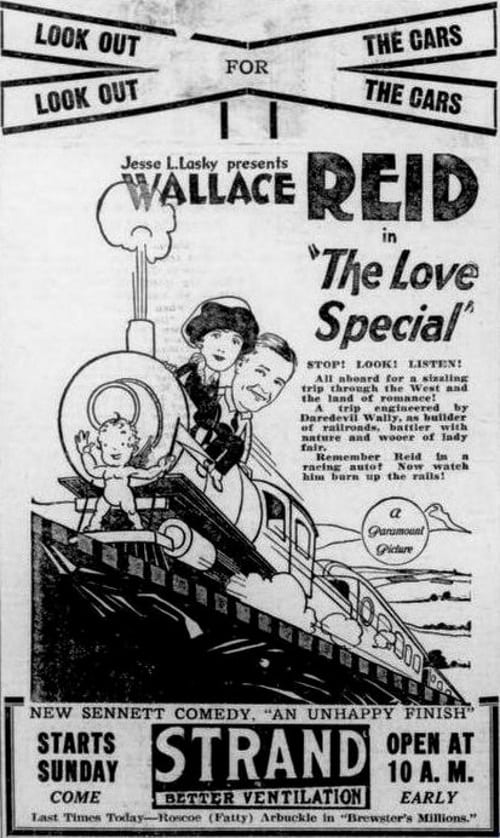 LOOK OUT
THE CARS
FOR
LOOK OUT
THE CARS
Jesse L. Lasky presents
WALLACE REID
in
"The Love
Special"
STOP! LOOK! LISTEN!
All aboard for a sizzling
trip through the West and
the land of romance!
A trip engineered by
Daredevil Wally, as builder
of railroads, battler with
nature and wooer of lady
fair.
Remember Reid in a
racing auto? Now watch
him burn up the rails!
a
Paramount
Picture
NEW SENNETT COMEDY, "AN UNHAPPY FINISH"
STARTS
SUNDAY
COME
STRAND
BETTER VENTILATION
OPEN AT
10 A. M.
EARLY
Last Times Today—Roscoe (Fatty) Arbuckle in "Brewster's Millions."